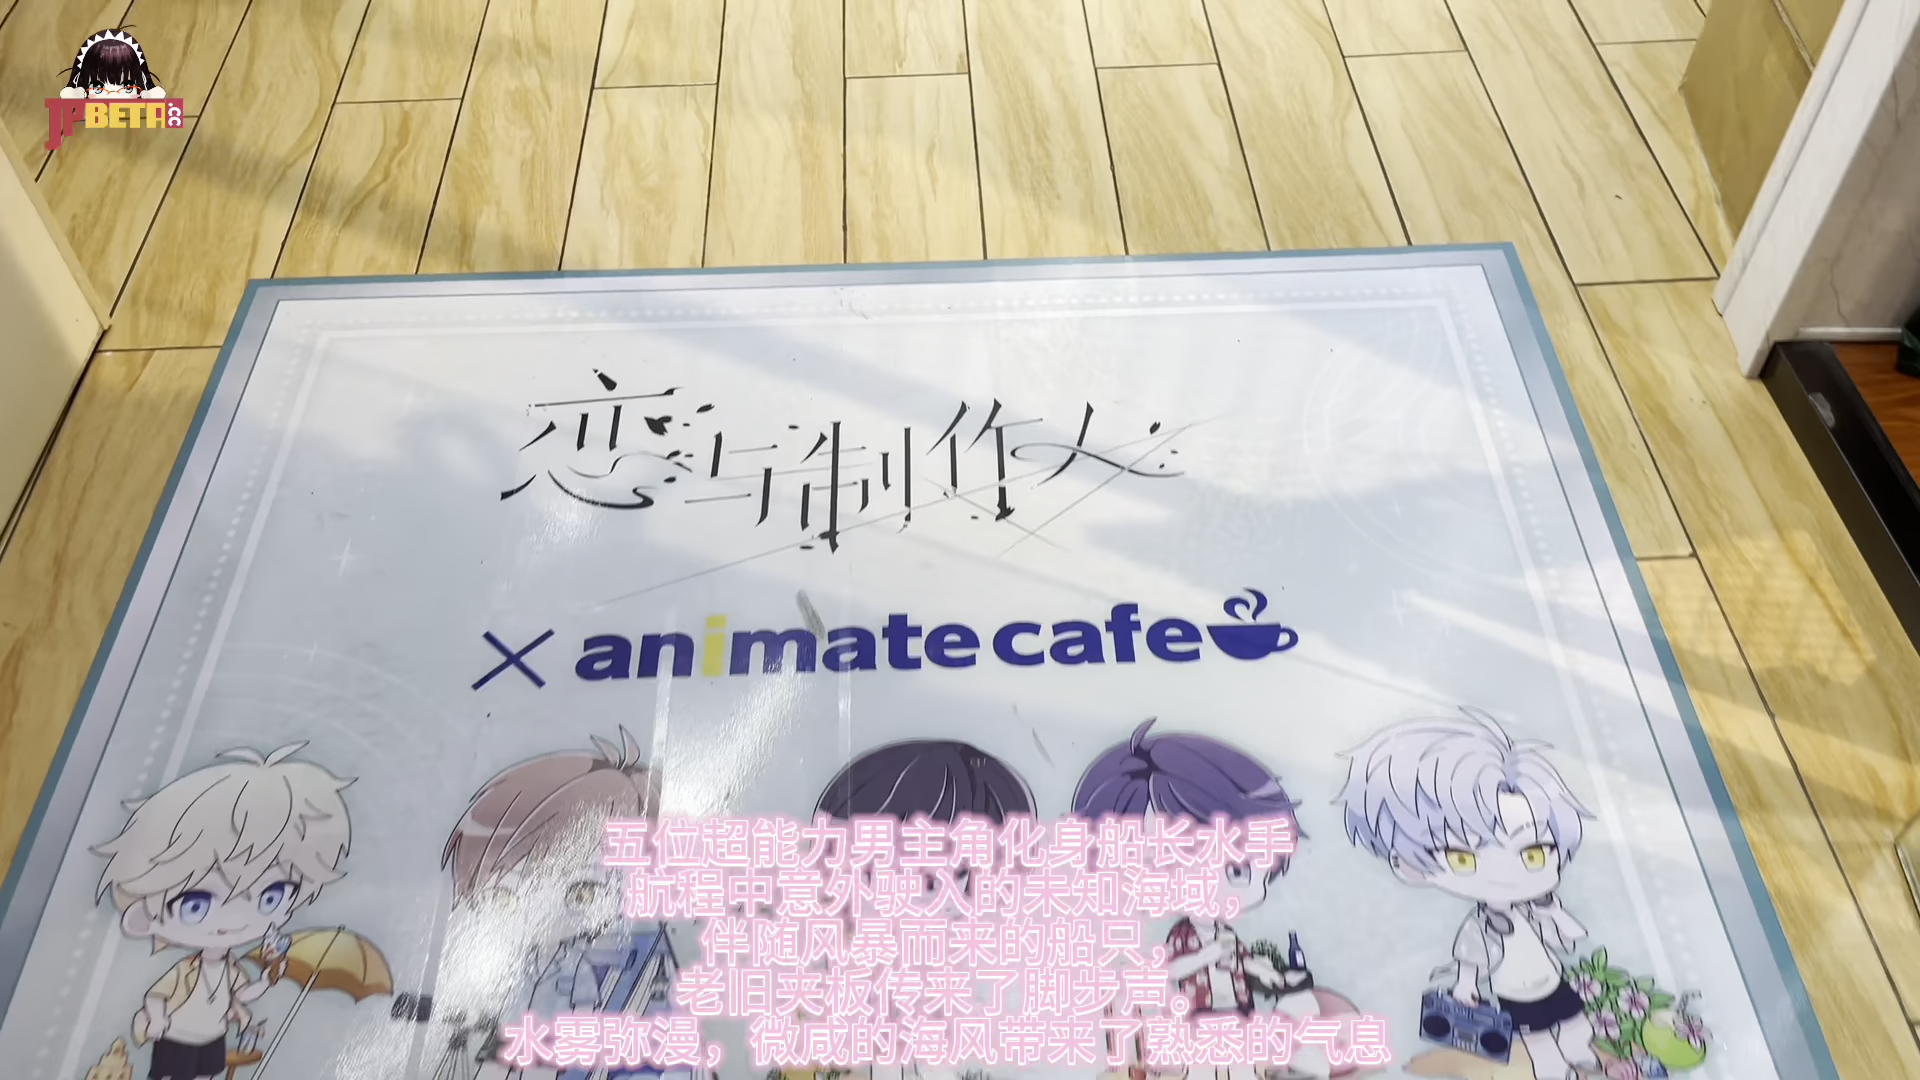 JPBETA.CC
恋与制作人
× animate cafe
五位超能力男主角化身船长水手
航程中意外驶入的未知海域，
伴随风暴而来的船只，
老旧夹板传来了脚步声。
水雾弥漫，微咸的海风带来了熟悉的气息